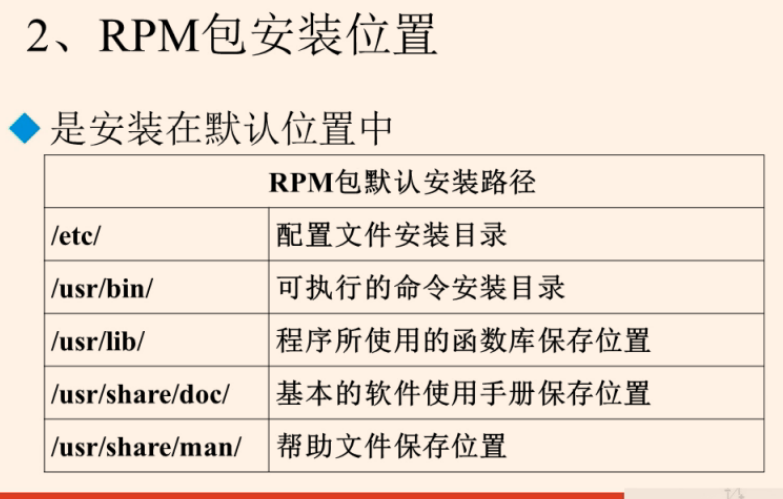 2、RPM包安装位置
是安装在默认位置中
RPM包默认安装路径
/etc/ 配置文件安装目录
/usr/bin/ 可执行的命令安装目录
/usr/lib/ 程序所使用的函数库保存位置
/usr/share/doc/ 基本的软件使用手册保存位置
/usr/share/man/ 帮助文件保存位置